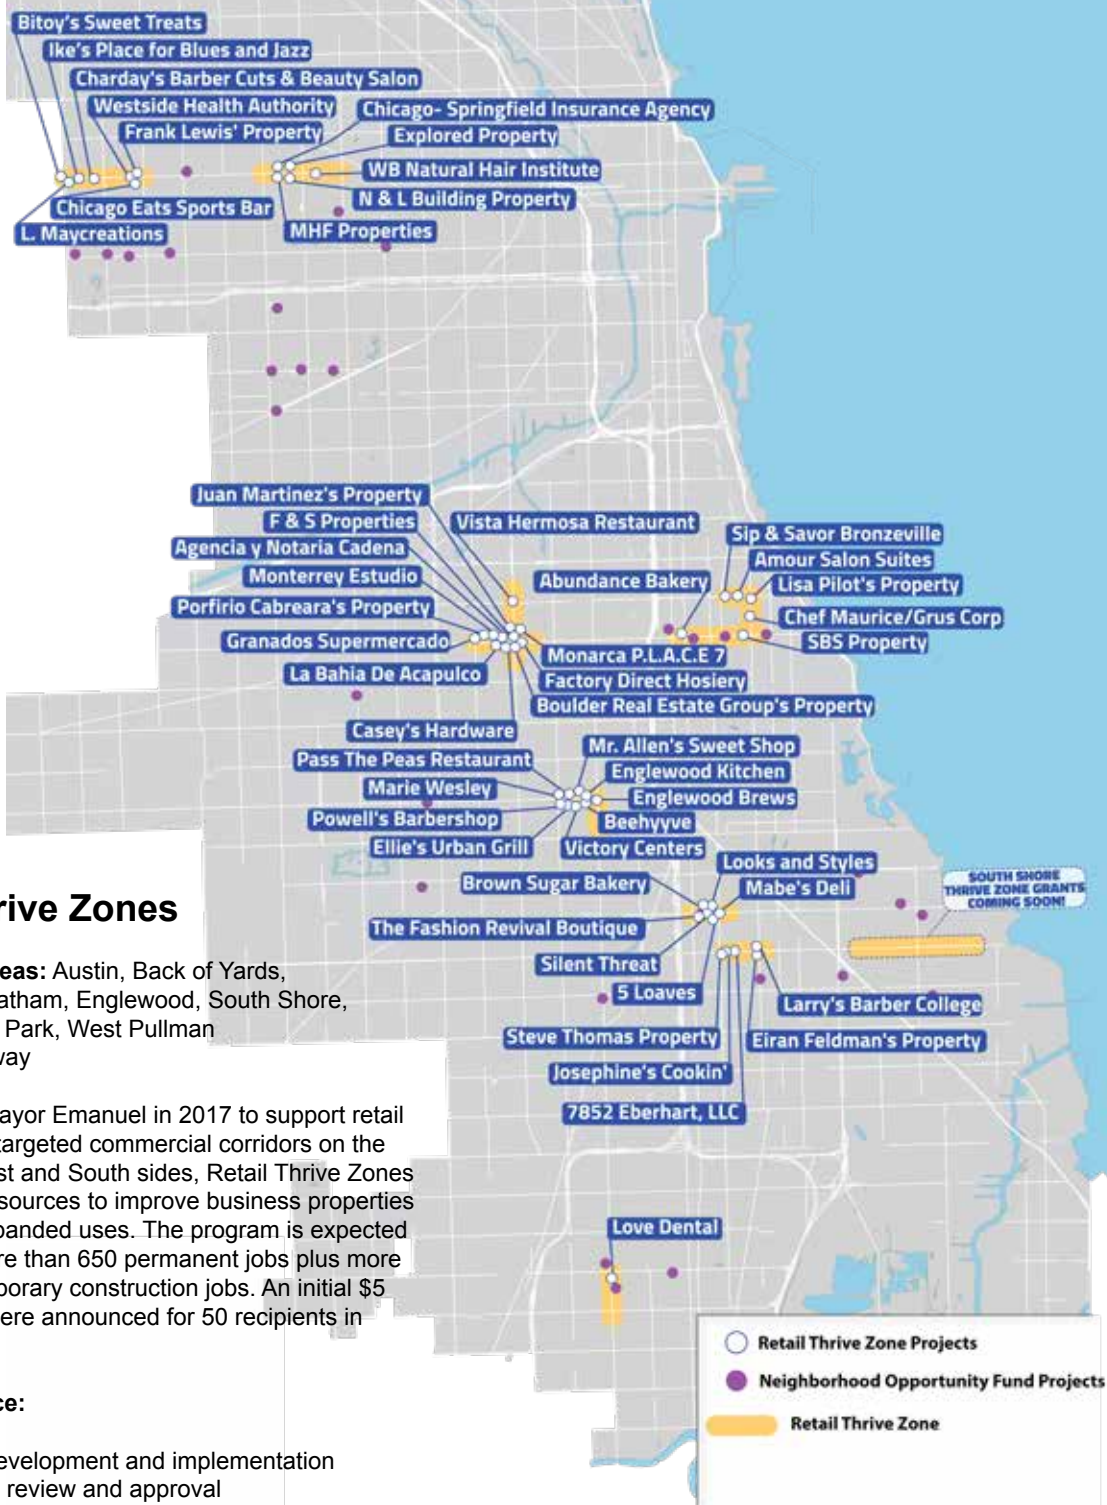 Bitoy's Sweet Treats
Ike's Place for Blues and Jazz
Charday's Barber Cuts & Beauty Salon
Westside Health Authority
Chicago- Springfield Insurance Agency
Frank Lewis' Property
Explored Property
WB Natural Hair Institute
N & L Building Property
Chicago Eats Sports Bar
MHF Properties
L. Maycreations
Juan Martinez's Property
F & S Properties
Vista Hermosa Restaurant
Agencia y Notaria Cadena
Sip & Savor Bronzeville
Amour Salon Suites
Monterrey Estudio
Abundance Bakery
Lisa Pilot's Property
Porfirio Cabreara's Property
Chef Maurice/Grus Corp
Granados Supermercado
SBS Property
Monarca P.L.A.C.E 7
La Bahia De Acapulco
Factory Direct Hosiery
Boulder Real Estate Group's Property
Casey's Hardware
Mr. Allen's Sweet Shop
Pass The Peas Restaurant
Englewood Kitchen
Marie Wesley
Englewood Brews
Powell's Barbershop
Beehyyve
Ellie's Urban Grill
Victory Centers
Looks and Styles
Brown Sugar Bakery
Mabe's Deli
SOUTH SHORE
THRIVE ZONE GRANTS
COMING SOON!
The Fashion Revival Boutique
Silent Threat
5 Loaves
Larry's Barber College
Steve Thomas Property
Eiran Feldman's Property
Josephine's Cookin'
7852 Eberhart, LLC
Love Dental
rive Zones
eas: Austin, Back of Yards,
atham, Englewood, South Shore,
Park, West Pullman
way
ayor Emanuel in 2017 to support retail
targeted commercial corridors on the
st and South sides, Retail Thrive Zones
sources to improve business properties
panded uses. The program is expected
re than 650 permanent jobs plus more
porary construction jobs. An initial $5
ere announced for 50 recipients in
ce:
evelopment and implementation
review and approval
Retail Thrive Zone Projects
Neighborhood Opportunity Fund Projects
Retail Thrive Zone